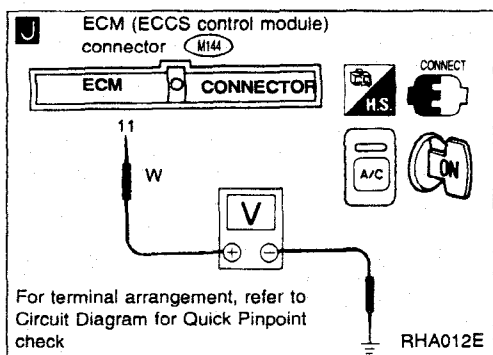 J
ECM (ECCS control module)
connector M144
ECM CONNECTOR
H.S.
CONNECT
11
W
A/C
ON
V
+ −
For terminal arrangement, refer to
Circuit Diagram for Quick Pinpoint
check
RHA012E